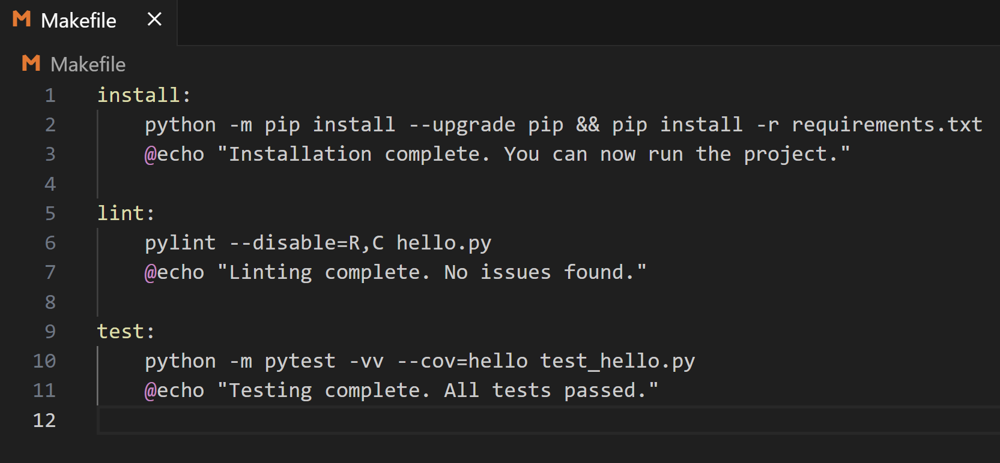 Makefile
Makefile
1 install:
2 python -m pip install --upgrade pip && pip install -r requirements.txt
3 @echo "Installation complete. You can now run the project."
4
5 lint:
6 pylint --disable=R,C hello.py
7 @echo "Linting complete. No issues found."
8
9 test:
10 python -m pytest -vv --cov=hello test_hello.py
11 @echo "Testing complete. All tests passed."
12